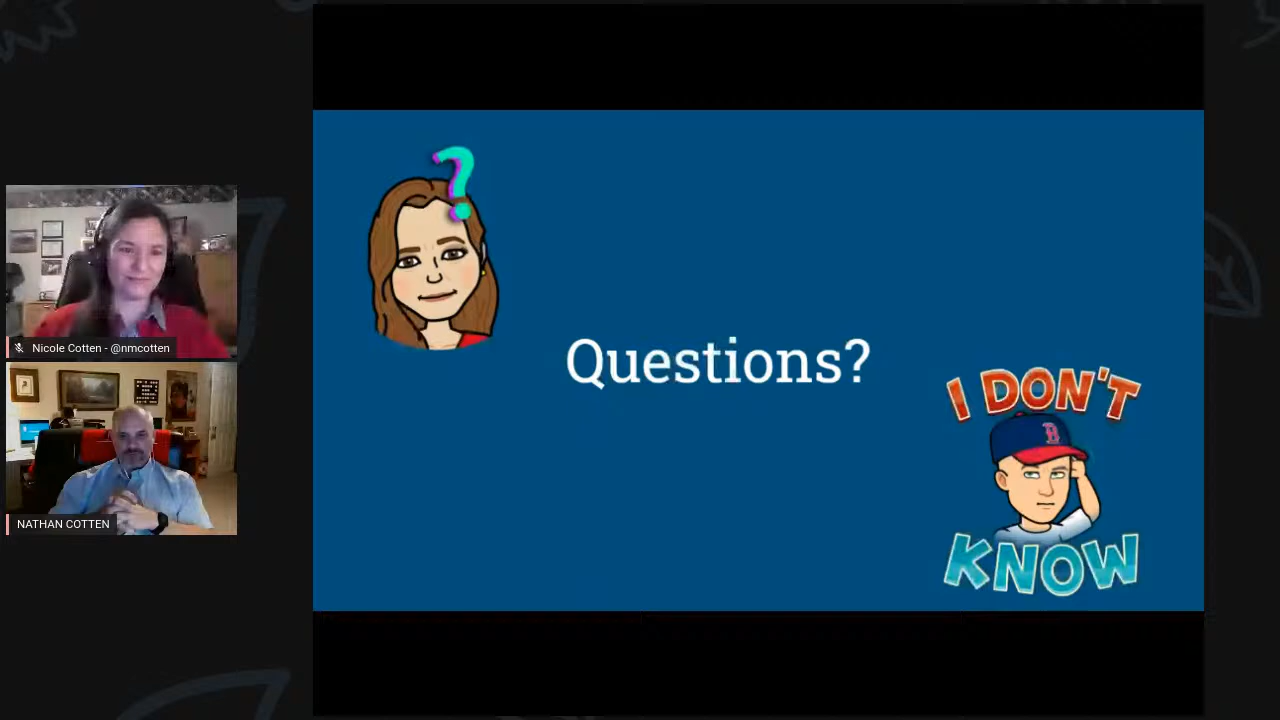 Nicole Cotten - @nmcotten
NATHAN COTTEN
?
Questions?
I DON'T
B
KNOW